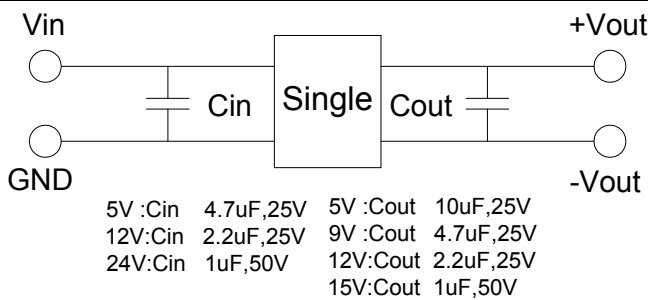 Vin +Vout
Cin Single Cout
GND -Vout
5V :Cin 4.7uF,25V 5V :Cout 10uF,25V
12V:Cin 2.2uF,25V 9V :Cout 4.7uF,25V
24V:Cin 1uF,50V 12V:Cout 2.2uF,25V
15V:Cout 1uF,50V